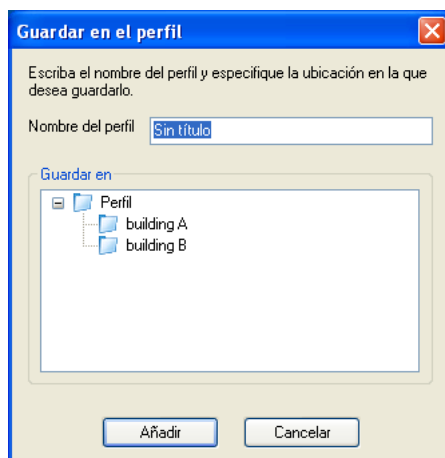 Guardar en el perfil
Escriba el nombre del perfil y especifique la ubicación en la que
desea guardarlo.
Nombre del perfil Sin título
Guardar en
Perfil
building A
building B
Añadir Cancelar